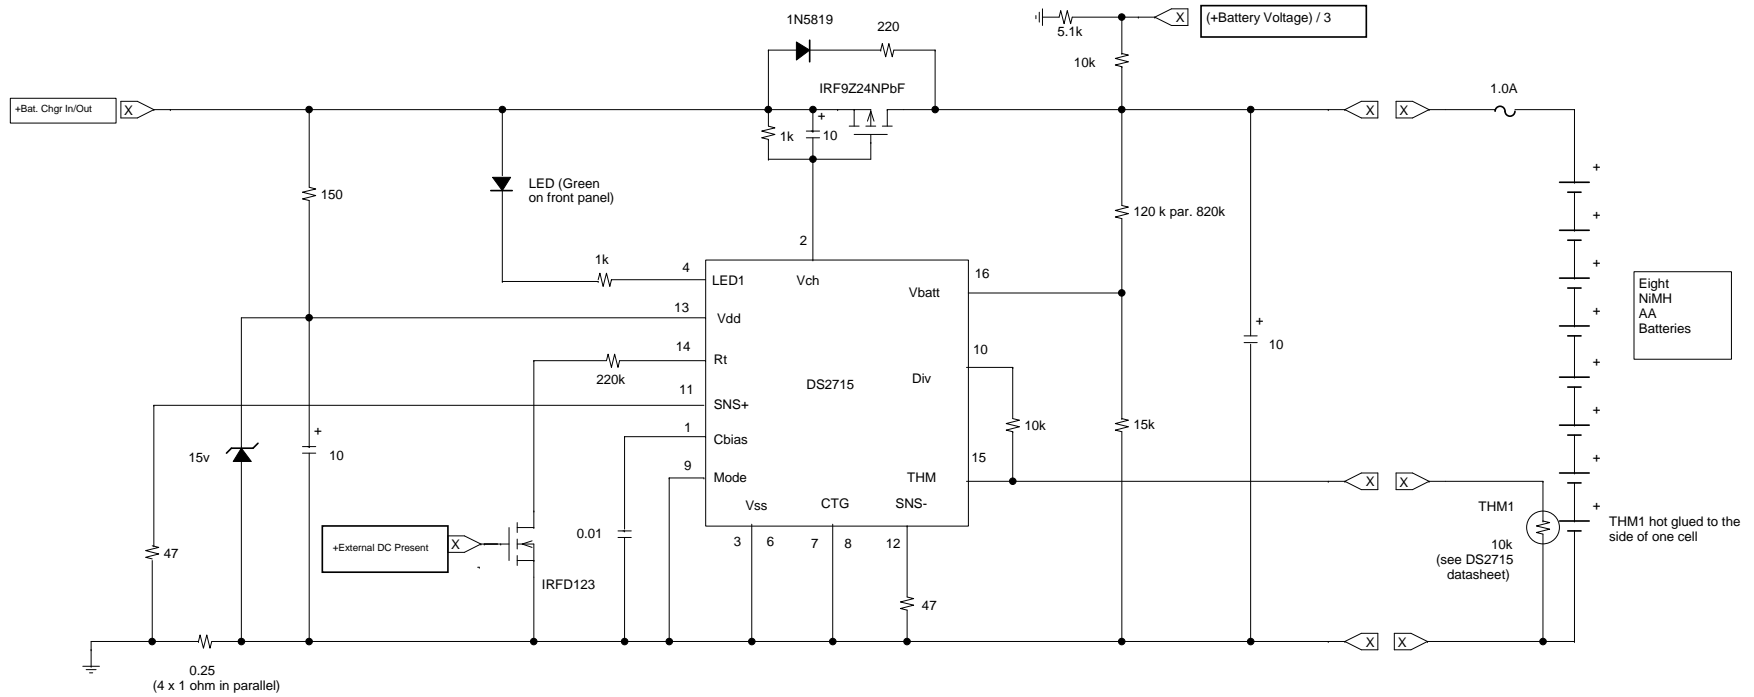 1N5819
220
5.1k
X
(+Battery Voltage) / 3
10k
IRF9Z24NPbF
+Bat. Chgr In/Out
X
+
1k
10
X
X
1.0A
150
LED (Green
on front panel)
120 k par. 820k
+
+
+
+
+
+
+
+
Eight
NiMH
AA
Batteries
2
1k
4
LED1
Vch
16
Vbatt
13
Vdd
14
Rt
220k
10
Div
DS2715
+
10
11
SNS+
1
Cbias
10k
15k
15v
+
10
9
Mode
15
THM
X
X
Vss
CTG
SNS-
THM1
THM1 hot glued to the
side of one cell
10k
(see DS2715
datasheet)
+External DC Present
X
0.01
3
6
7
8
12
47
IRFD123
47
0.25
(4 x 1 ohm in parallel)
X
X